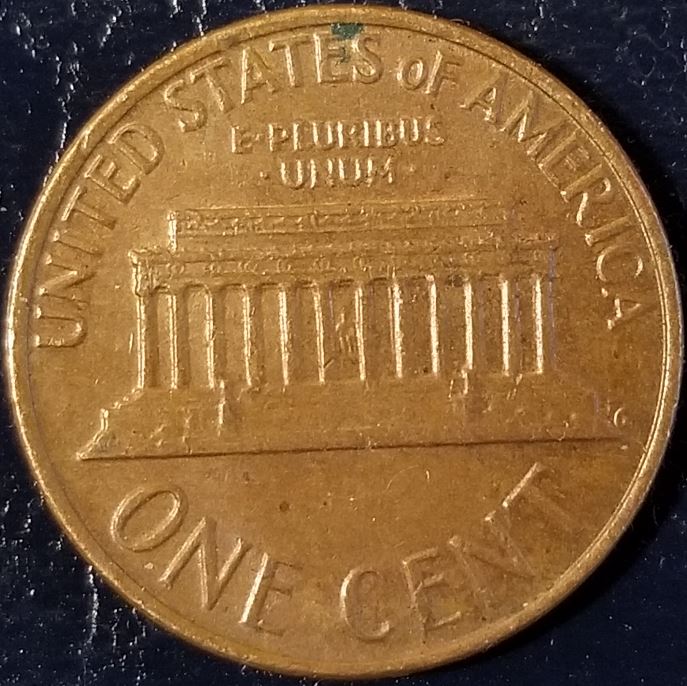 UNITED STATES OF AMERICA
E·PLURIBUS
·UNUM·
ONE CENT